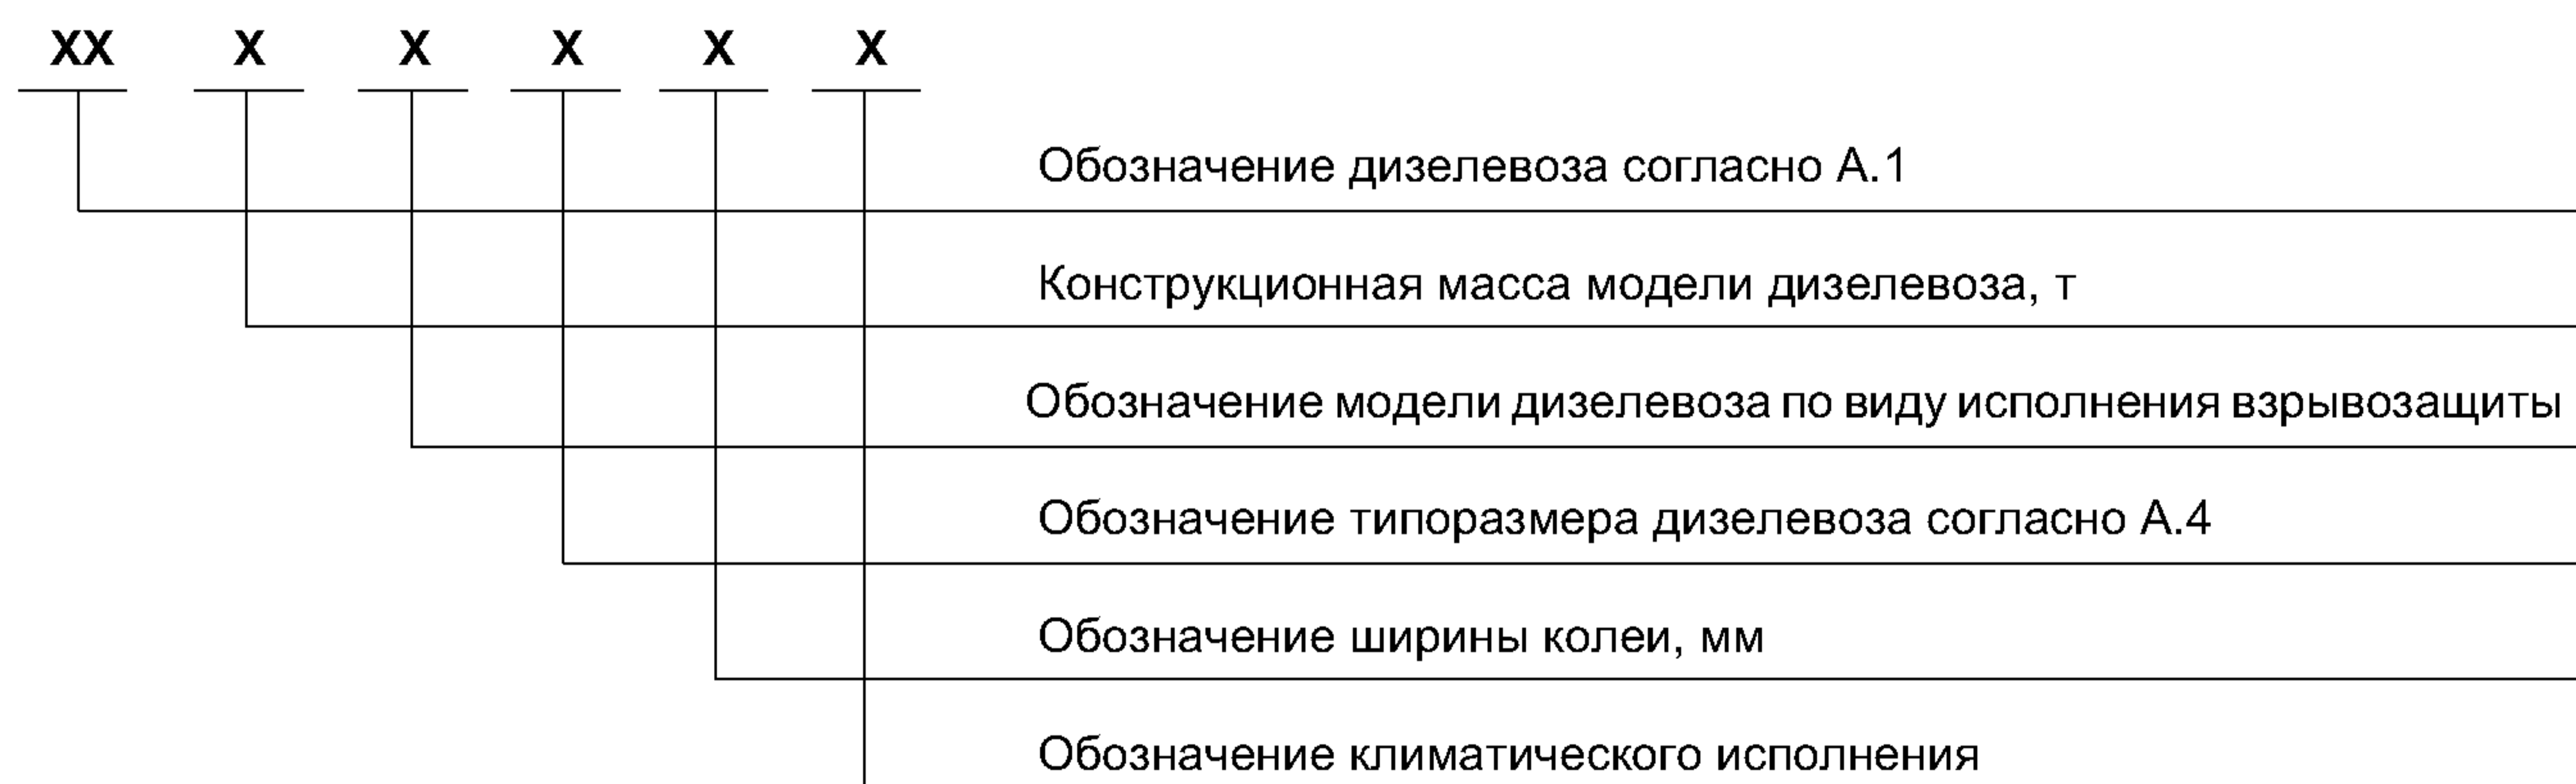 XX X X X X X
Обозначение дизелевоза согласно А.1
Конструкционная масса модели дизелевоза, т
Обозначение модели дизелевоза по виду исполнения взрывозащиты
Обозначение типоразмера дизелевоза согласно А.4
Обозначение ширины колеи, мм
Обозначение климатического исполнения